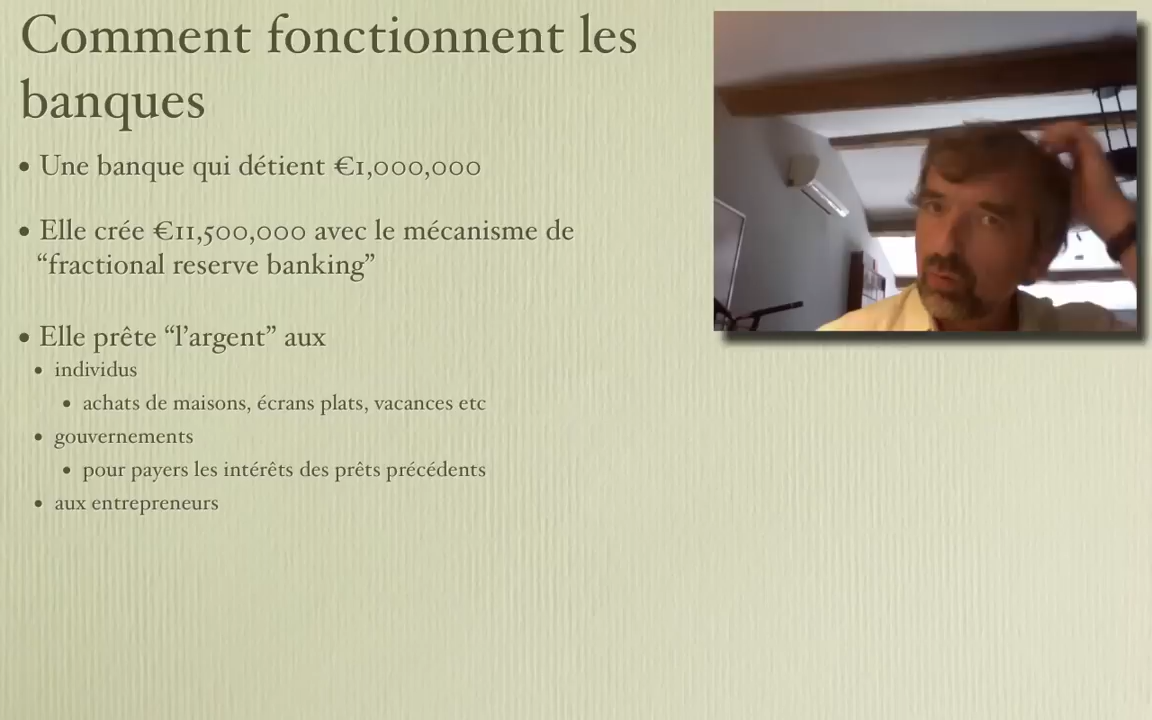 Comment fonctionnent les
banques
• Une banque qui détient €1,000,000
• Elle crée €11,500,000 avec le mécanisme de
“fractional reserve banking”
• Elle prête “l’argent” aux
• individus
• achats de maisons, écrans plats, vacances etc
• gouvernements
• pour payers les intérêts des prêts précédents
• aux entrepreneurs